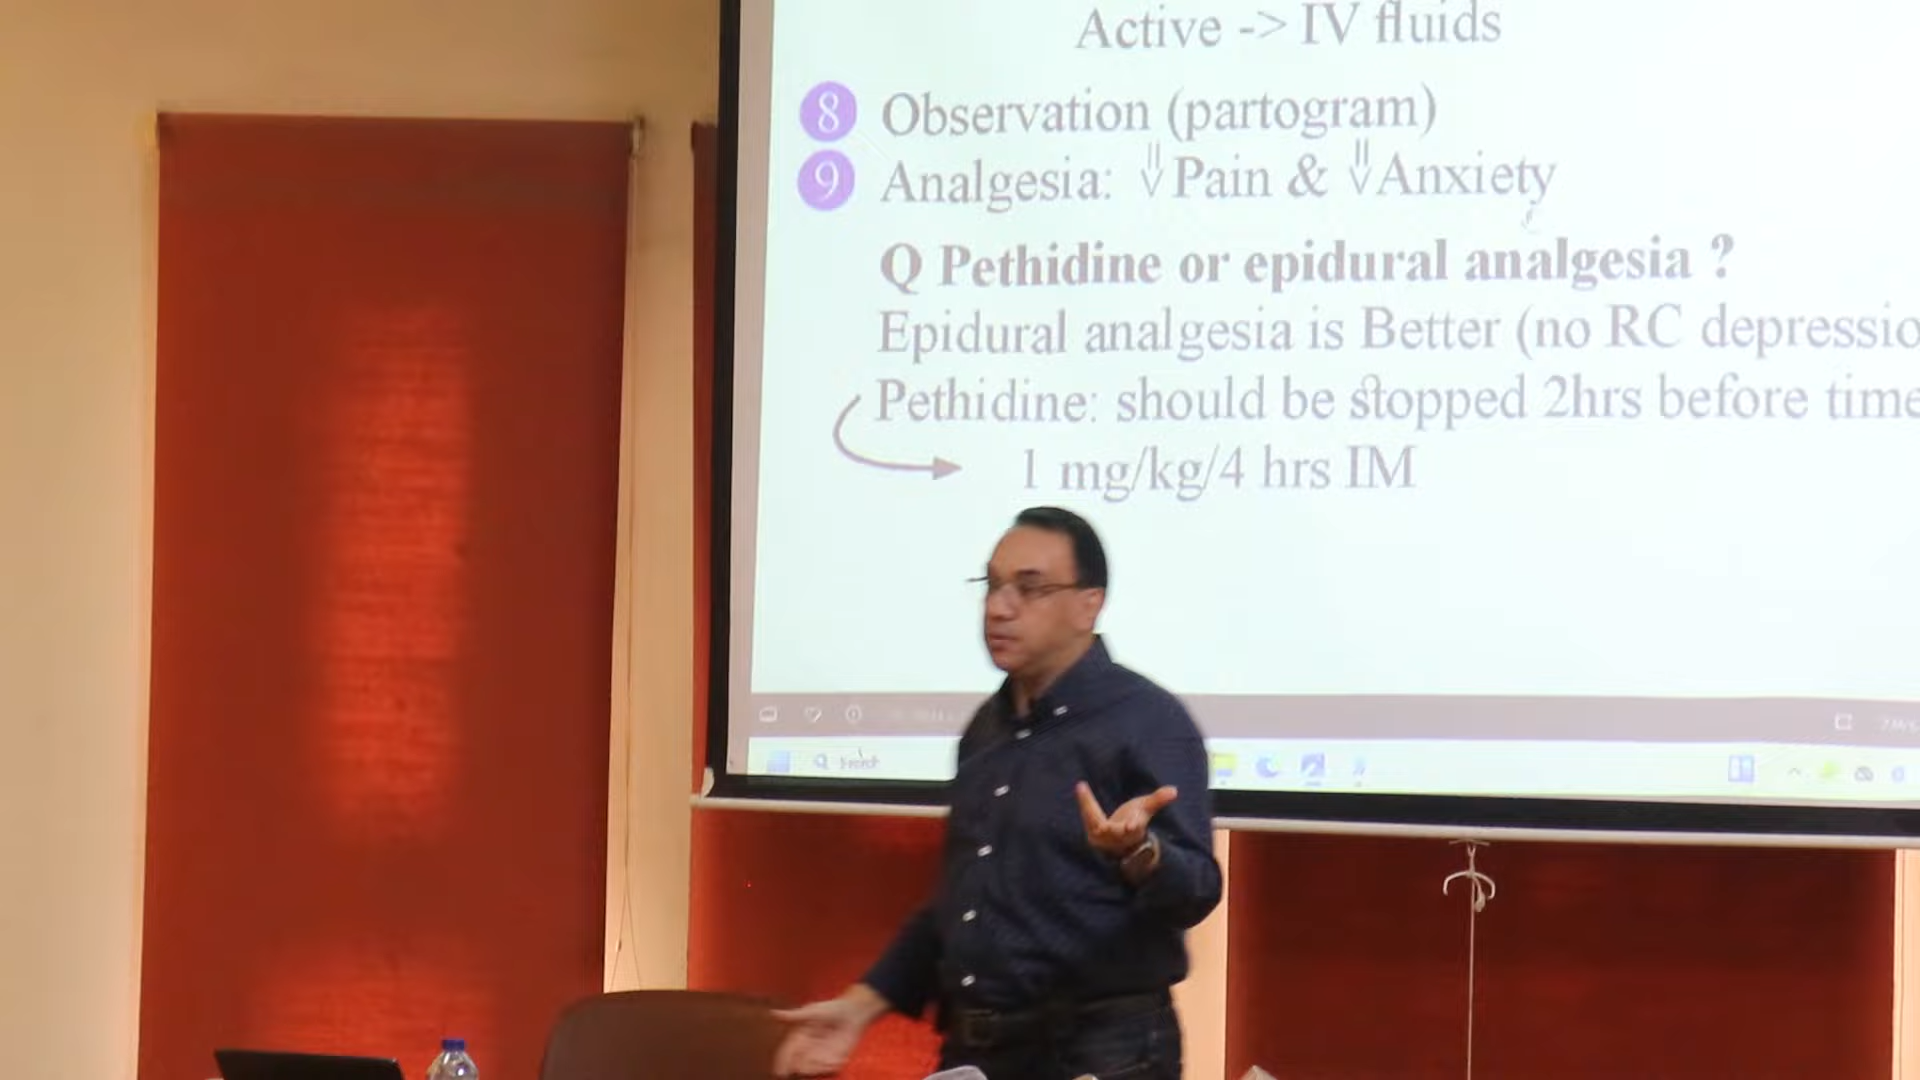 Active -> IV fluids
8 Observation (partogram)
9 Analgesia: ⇓Pain & ⇓Anxiety
Q Pethidine or epidural analgesia ?
Epidural analgesia is Better (no RC depressio
Pethidine: should be stopped 2hrs before time
1 mg/kg/4 hrs IM
Search